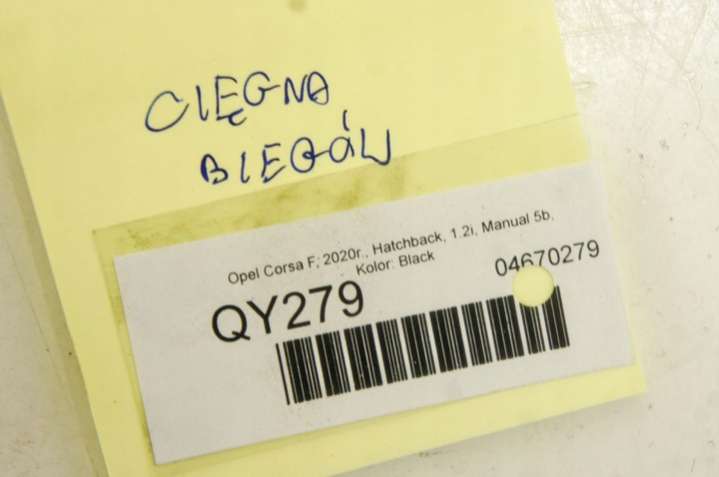 CIĘGNA
BIEGÓW
Opel Corsa F, 2020r., Hatchback, 1.2i, Manual 5b,
Kolor: Black
04670279
QY279